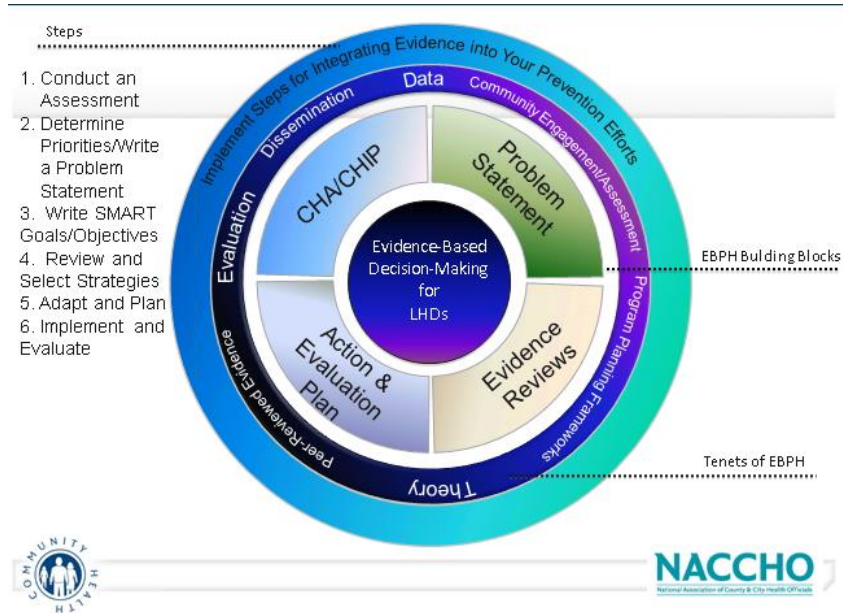 Steps
1. Conduct an
Assessment
2. Determine
Priorities/Write
a Problem
Statement
3. Write SMART
Goals/Objectives
4. Review and
Select Strategies
5. Adapt and Plan
6. Implement and
Evaluate
Implement Steps for Integrating Evidence into Your Prevention Efforts
Data
Community Engagement/Assessment
Program Planning Frameworks
Theory
Peer-Reviewed Evidence
Evaluation
Dissemination
CHA/CHIP
Problem
Statement
Evidence
Reviews
Action &
Evaluation
Plan
Evidence-Based
Decision-Making
for
LHDs
EBPH Building Blocks
Tenets of EBPH
COMMUNITY HEALTH
NACCHO
National Association of County & City Health Officials